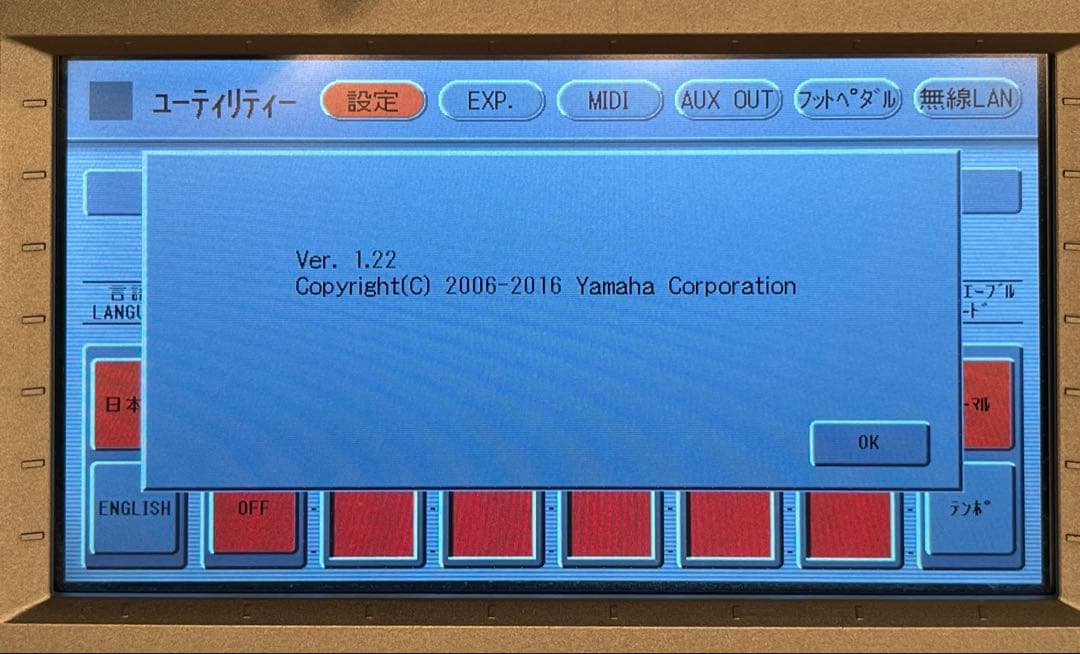 ユーティリティー 設定 EXP. MIDI AUX OUT フットペダル 無線LAN
Ver. 1.22
Copyright(C) 2006-2016 Yamaha Corporation
OK
ENGLISH OFF テンポ